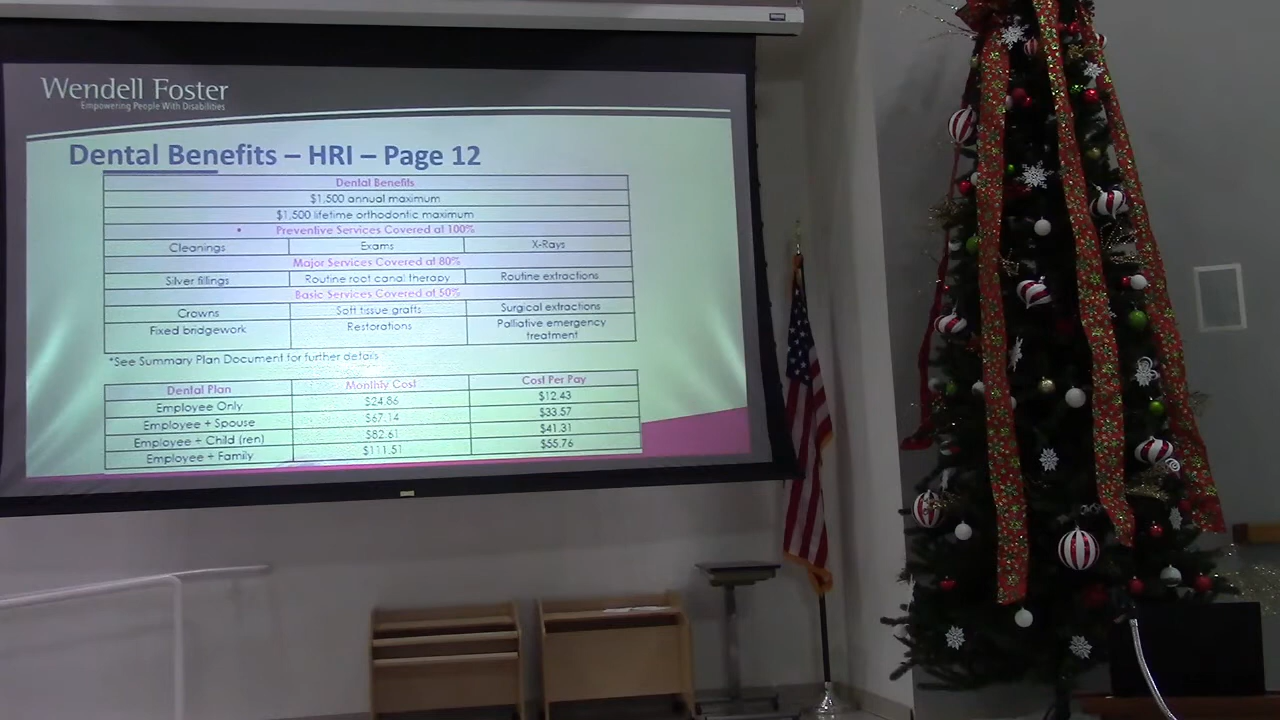 Wendell Foster
Empowering People With Disabilities
Dental Benefits – HRI – Page 12
Dental Benefits
$1,500 annual maximum
$1,500 lifetime orthodontic maximum
• Preventive Services Covered at 100%
Cleanings Exams X-Rays
Major Services Covered at 80%
Silver fillings Routine root canal therapy Routine extractions
Basic Services Covered at 50%
Crowns Soft tissue grafts Surgical extractions
Fixed bridgework Restorations Palliative emergency
treatment
*See Summary Plan Document for further details
Dental Plan Monthly Cost Cost Per Pay
Employee Only $24.86 $12.43
Employee + Spouse $67.14 $33.57
Employee + Child (ren) $82.61 $41.31
Employee + Family $111.51 $55.76